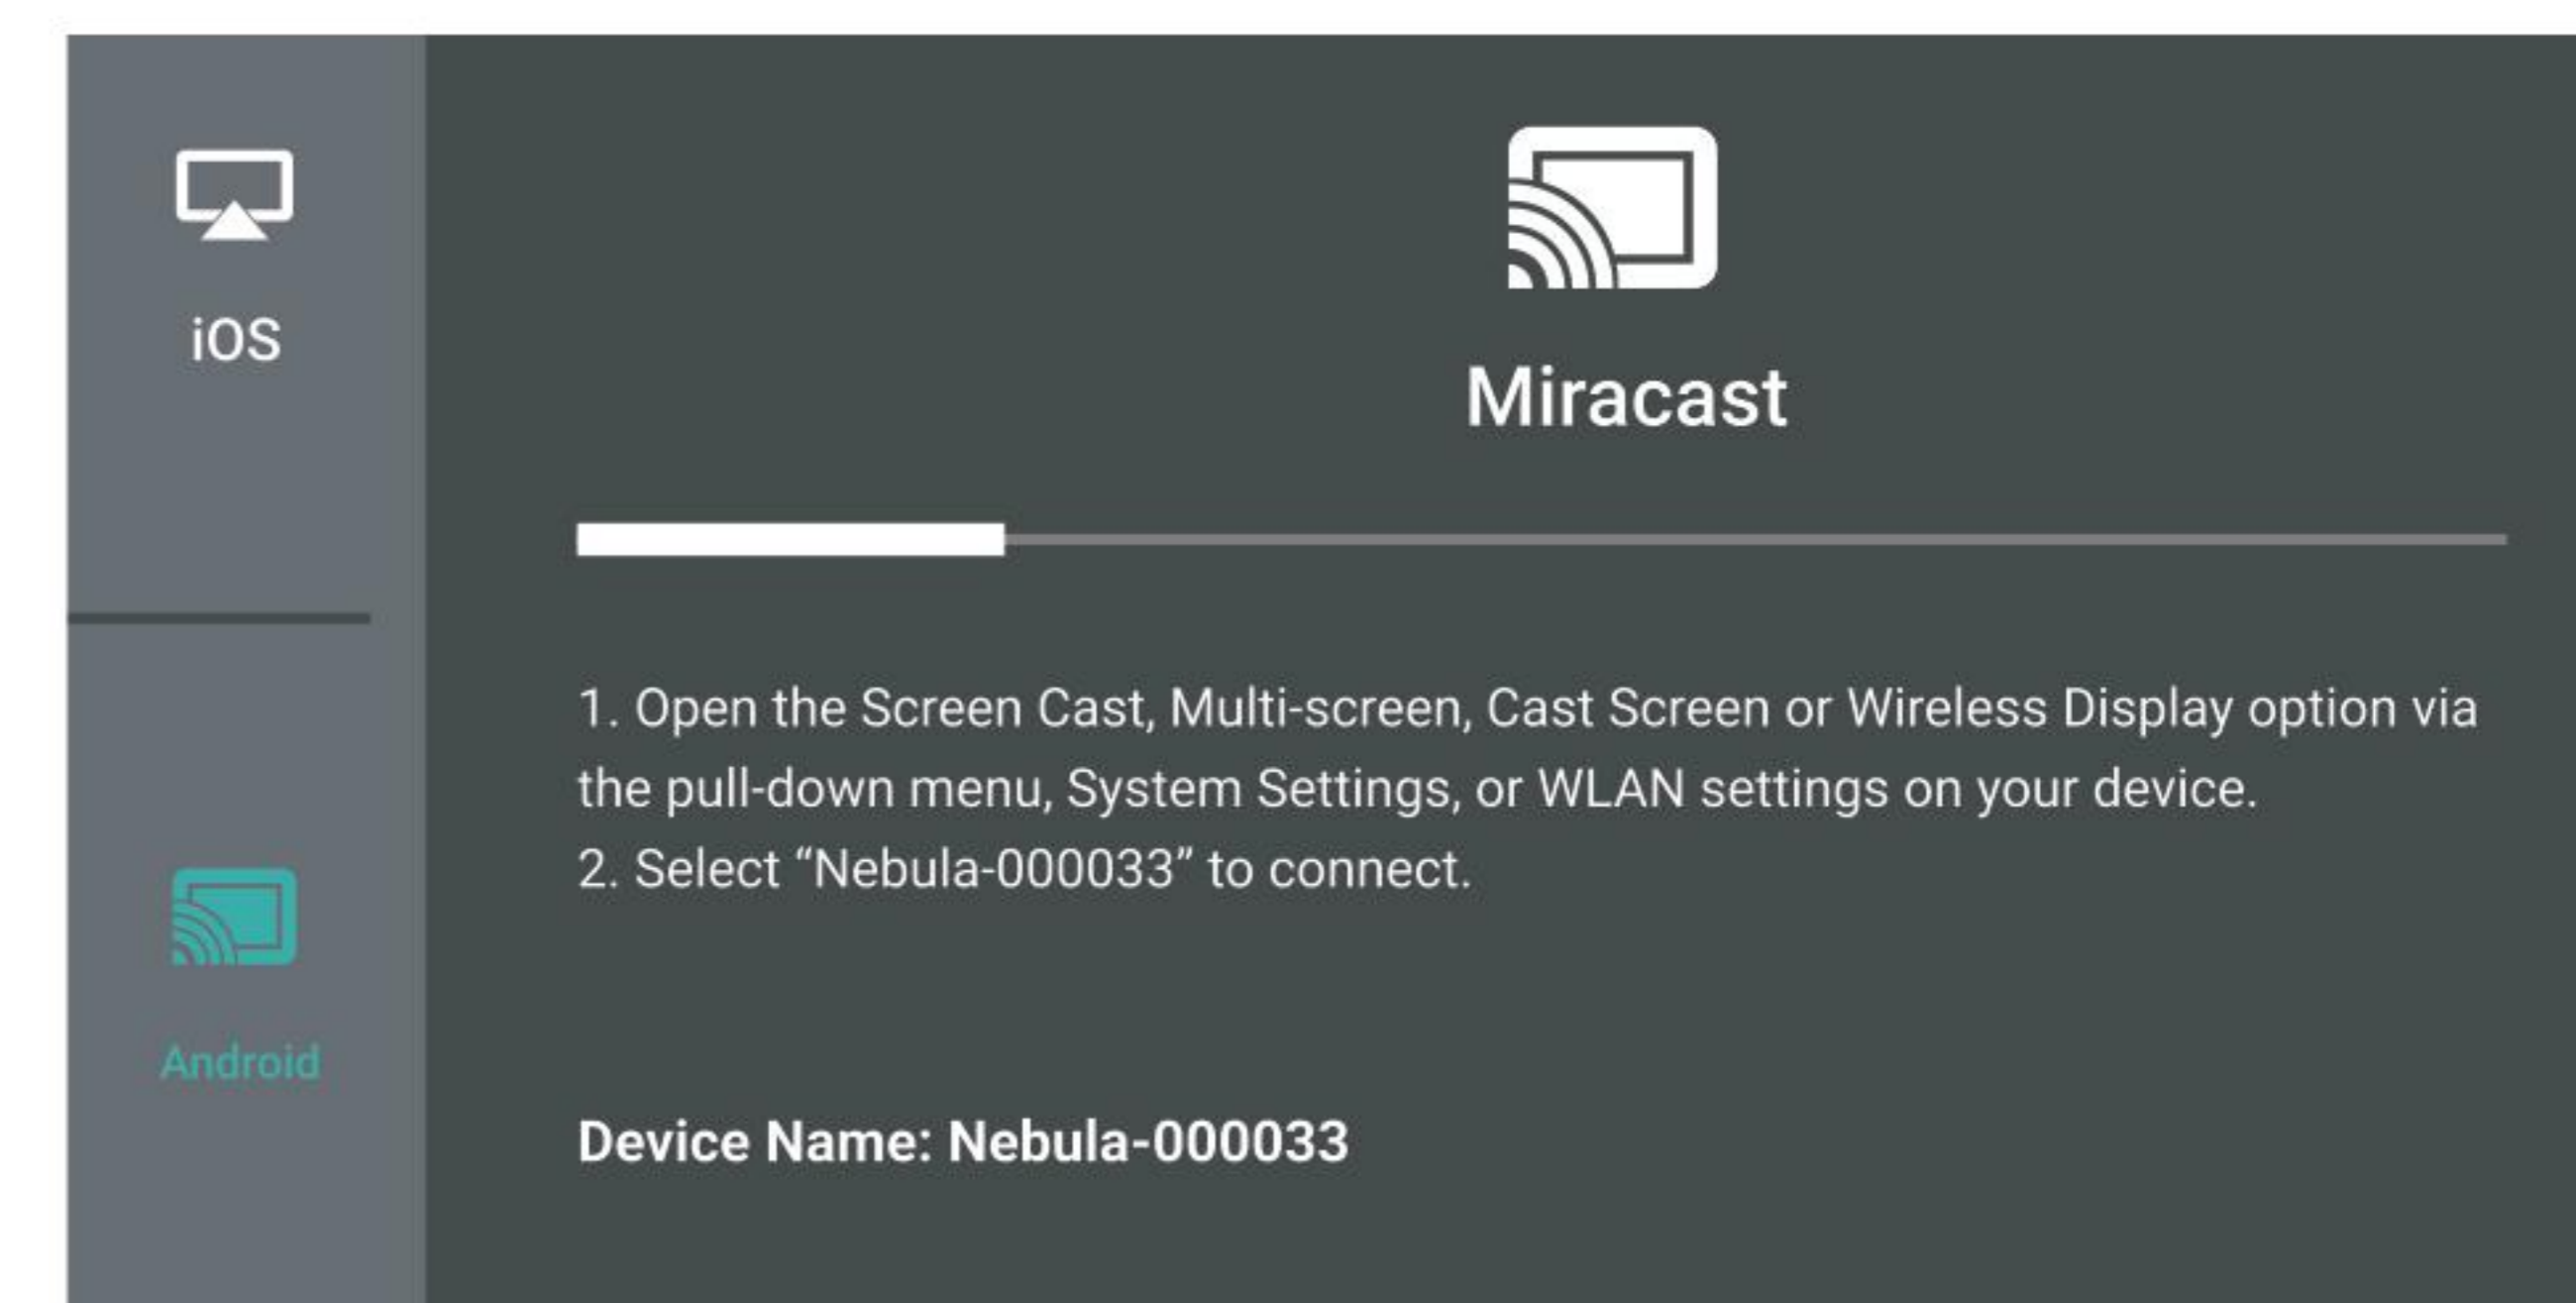 iOS
Android
Miracast
1. Open the Screen Cast, Multi-screen, Cast Screen or Wireless Display option via
the pull-down menu, System Settings, or WLAN settings on your device.
2. Select “Nebula-000033” to connect.
Device Name: Nebula-000033